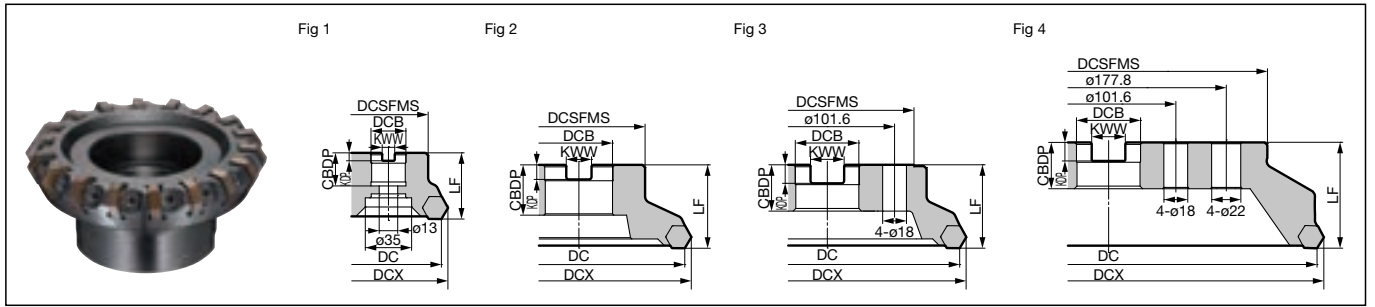 Fig 1
DCSFMS
DCB
KWW
CBDP
KDP
LF
ø13
ø35
DC
DCX
Fig 2
DCSFMS
DCB
KWW
CBDP
KDP
LF
DC
DCX
Fig 3
DCSFMS
ø101.6
DCB
KWW
CBDP
KDP
LF
4-ø18
DC
DCX
Fig 4
DCSFMS
ø177.8
ø101.6
DCB
KWW
CBDP
KDP
LF
4-ø18
4-ø22
DC
DCX